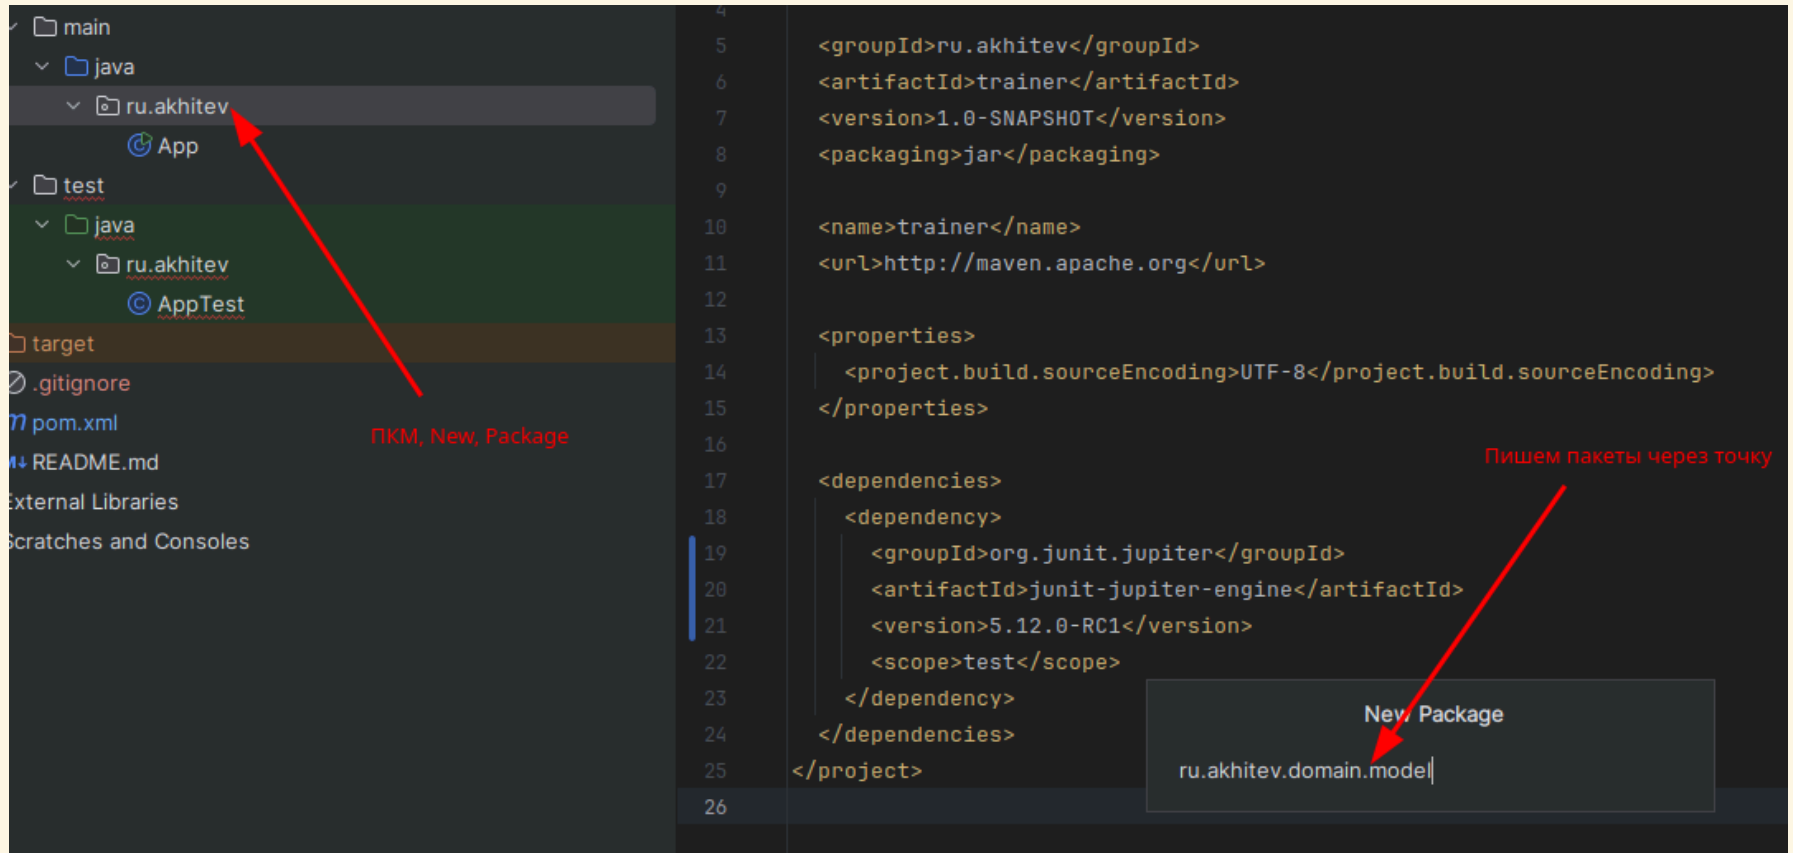 main
java
ru.akhitev
App
test
java
ru.akhitev
AppTest
target
.gitignore
pom.xml
README.md
External Libraries
Scratches and Consoles
ПКМ, New, Package
4
5 <groupId>ru.akhitev</groupId>
6 <artifactId>trainer</artifactId>
7 <version>1.0-SNAPSHOT</version>
8 <packaging>jar</packaging>
9
10 <name>trainer</name>
11 <url>http://maven.apache.org</url>
12
13 <properties>
14 <project.build.sourceEncoding>UTF-8</project.build.sourceEncoding>
15 </properties>
16
17 <dependencies>
18 <dependency>
19 <groupId>org.junit.jupiter</groupId>
20 <artifactId>junit-jupiter-engine</artifactId>
21 <version>5.12.0-RC1</version>
22 <scope>test</scope>
23 </dependency>
24 </dependencies>
25 </project>
26
Пишем пакеты через точку
New Package
ru.akhitev.domain.model